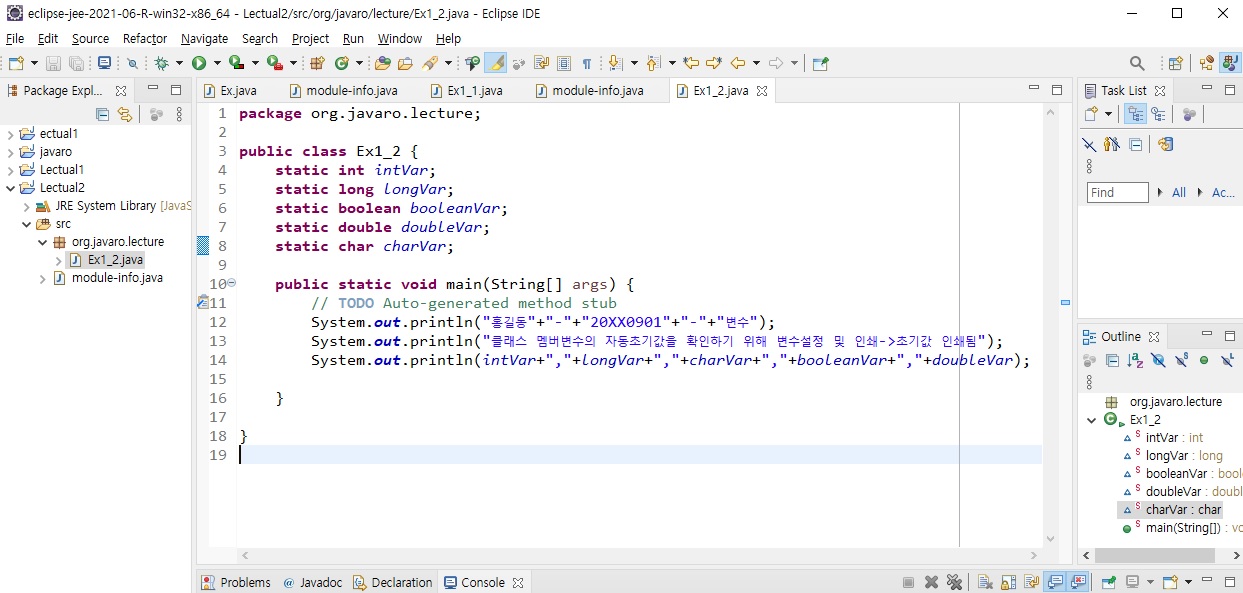 eclipse-jee-2021-06-R-win32-x86_64 - Lectual2/src/org/javaro/lecture/Ex1_2.java - Eclipse IDE
File Edit Source Refactor Navigate Search Project Run Window Help
Package Expl...
ectual1
javaro
Lectual1
Lectual2
JRE System Library [JavaS
src
org.javaro.lecture
Ex1_2.java
module-info.java
Ex.java module-info.java Ex1_1.java module-info.java Ex1_2.java
1 package org.javaro.lecture;
2
3 public class Ex1_2 {
4 static int intVar;
5 static long longVar;
6 static boolean booleanVar;
7 static double doubleVar;
8 static char charVar;
9
10 public static void main(String[] args) {
11 // TODO Auto-generated method stub
12 System.out.println("홍길동"+"-"+"20XX0901"+"-"+"변수");
13 System.out.println("클래스 멤버변수의 자동초기값을 확인하기 위해 변수설정 및 인쇄->초기값 인쇄됨");
14 System.out.println(intVar+","+longVar+","+charVar+","+booleanVar+","+doubleVar);
15
16 }
17
18 }
19
Task List
Find All Ac...
Outline
org.javaro.lecture
Ex1_2
intVar : int
longVar : long
booleanVar : bool
doubleVar : doubl
charVar : char
main(String[]) : vo
Problems Javadoc Declaration Console